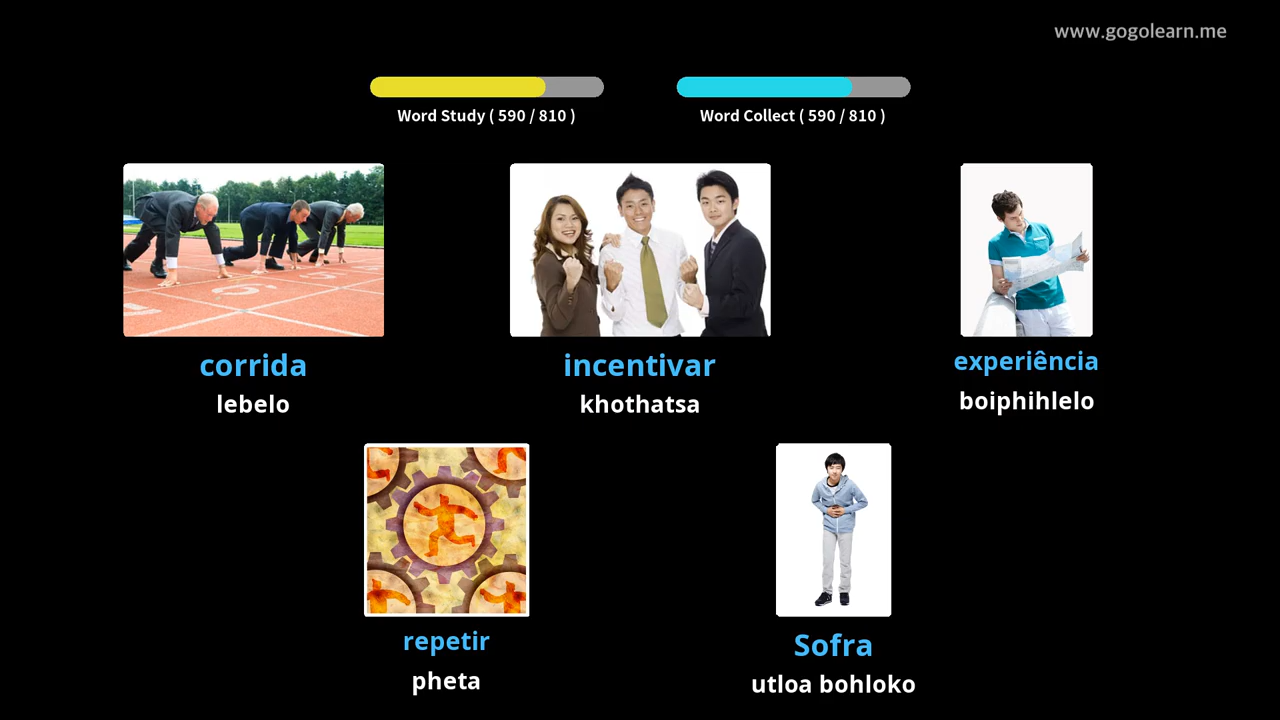 www.gogolearn.me
Word Study ( 590 / 810 )
Word Collect ( 590 / 810 )
corrida
lebelo
incentivar
khothatsa
experiência
boiphihlelo
repetir
pheta
Sofra
utloa bohloko